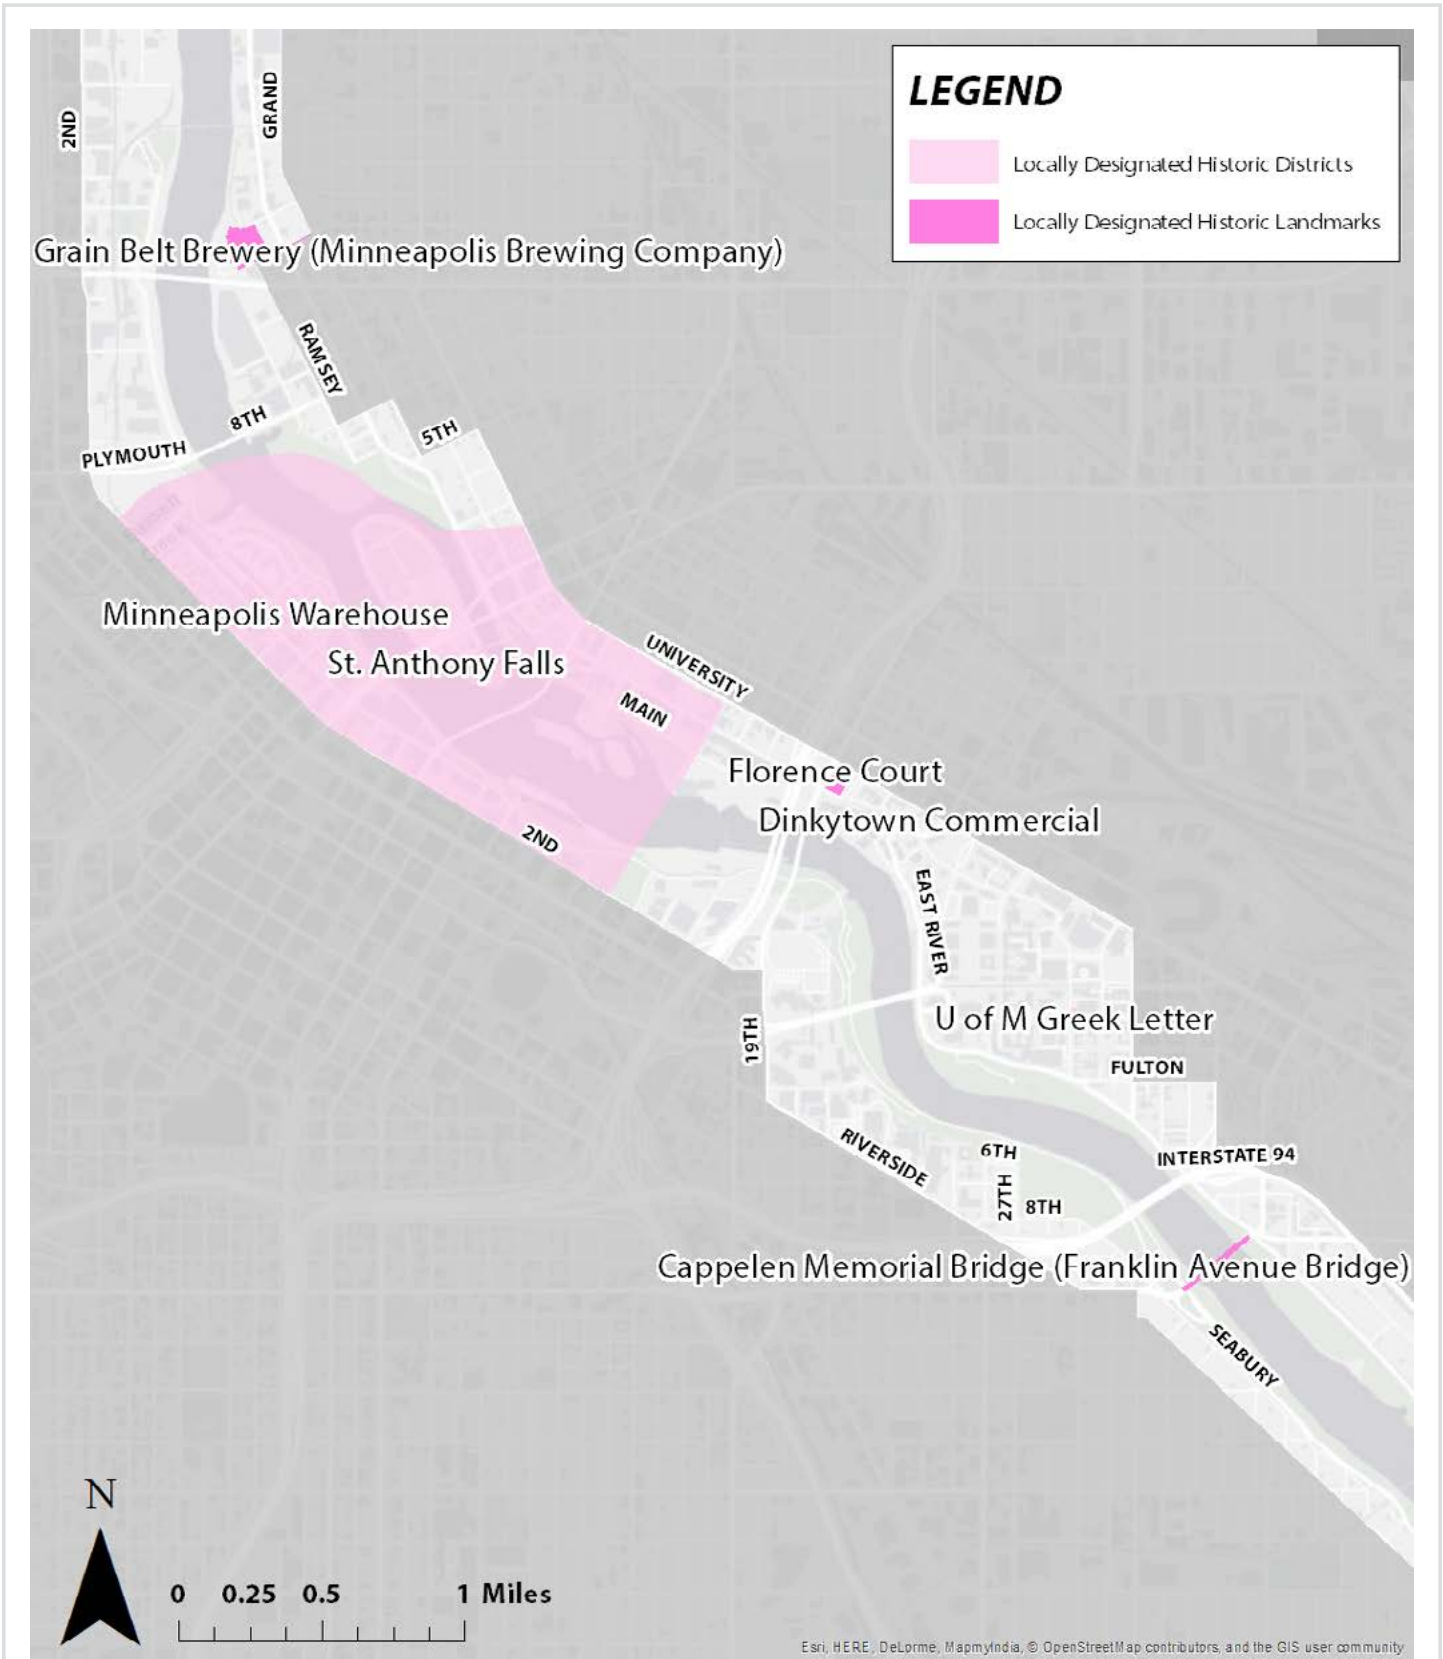 2ND
GRAND
LEGEND
Locally Designated Historic Districts
Locally Designated Historic Landmarks
Grain Belt Brewery (Minneapolis Brewing Company)
RAMSEY
8TH
5TH
PLYMOUTH
Minneapolis Warehouse
St. Anthony Falls
UNIVERSITY
MAIN
Florence Court
Dinkytown Commercial
2ND
EAST RIVER
U of M Greek Letter
19TH
FULTON
RIVERSIDE
6TH
INTERSTATE 94
27TH
8TH
Cappelen Memorial Bridge (Franklin Avenue Bridge)
SEABURY
N
0 0.25 0.5 1 Miles
Esri, HERE, DeLorme, MapmyIndia, © OpenStreetMap contributors, and the GIS user community